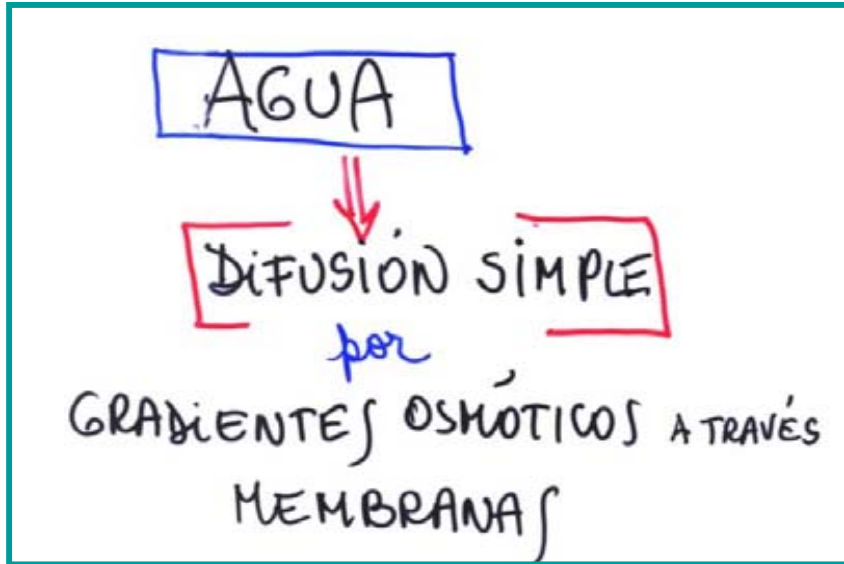 AGUA
DiFUSIÓN SiMPLE
por
GRADiENTES OSMÓTICOS A TRAVÉS
MEMBRANAS